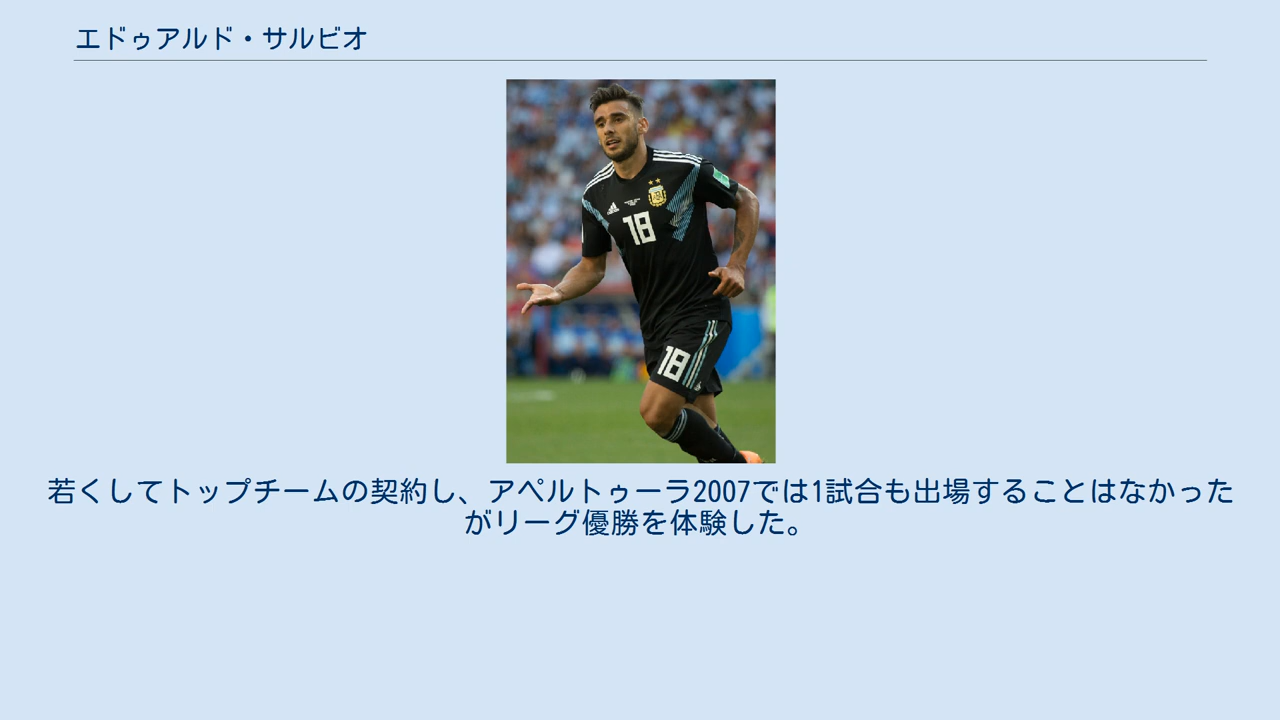 エドゥアルド・サルビオ
18
18
若くしてトップチームの契約し、アペルトゥーラ2007では1試合も出場することはなかった
がリーグ優勝を体験した。